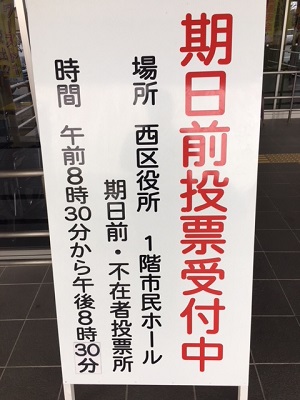 期日前投票受付中
場所 西区役所 1階市民ホール
期日前・不在者投票所
時間 午前8時30分から午後8時30分